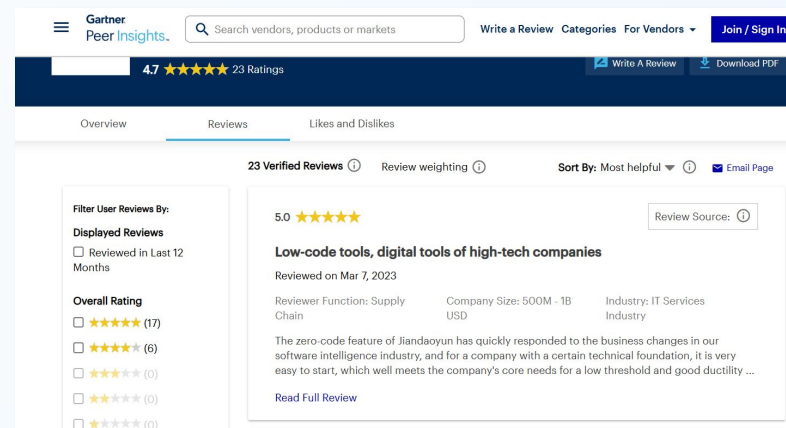 Gartner
Peer Insights™
Search vendors, products or markets
Write a Review Categories For Vendors
Join / Sign In
4.7 23 Ratings
Write A Review
Download PDF
Overview Reviews Likes and Dislikes
23 Verified Reviews Review weighting Sort By: Most helpful Email Page
Filter User Reviews By:
Displayed Reviews
Reviewed in Last 12
Months
Overall Rating
(17)
(6)
(0)
(0)
(0)
5.0
Review Source:
Low-code tools, digital tools of high-tech companies
Reviewed on Mar 7, 2023
Reviewer Function: Supply
Chain
Company Size: 500M - 1B
USD
Industry: IT Services
Industry
The zero-code feature of Jiandaoyun has quickly responded to the business changes in our
software intelligence industry, and for a company with a certain technical foundation, it is very
easy to start, which well meets the company's core needs for a low threshold and good ductility ...
Read Full Review